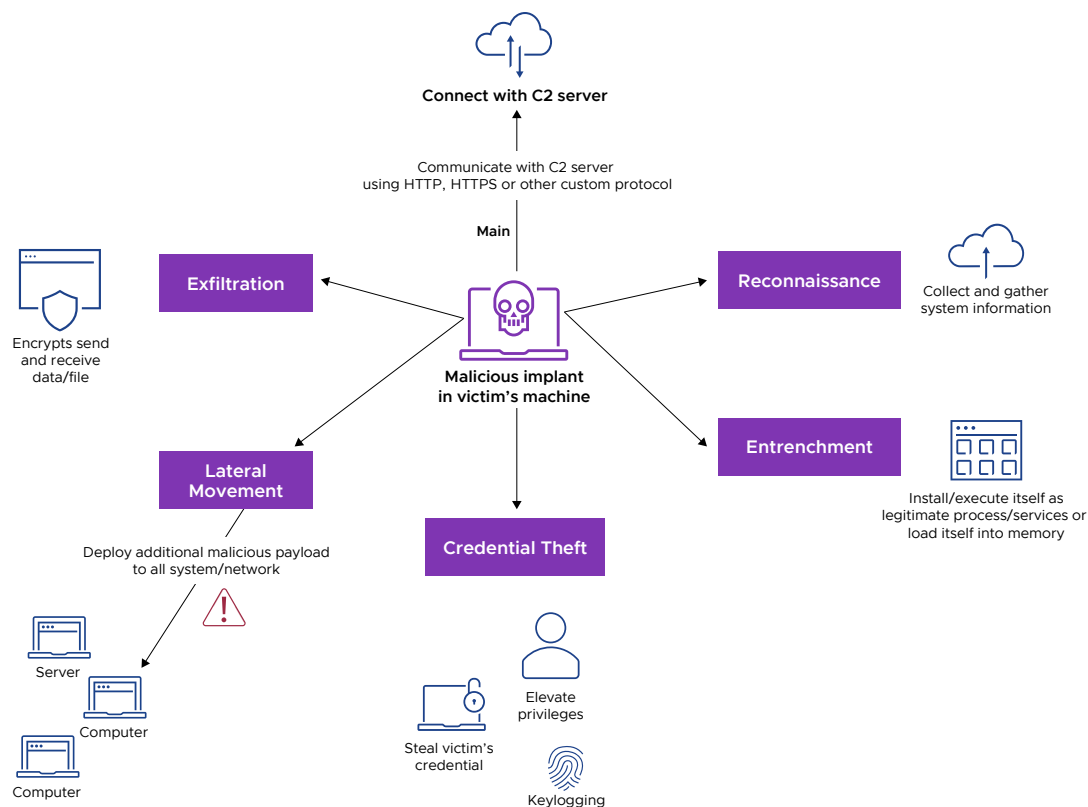 Connect with C2 server
Communicate with C2 server
using HTTP, HTTPS or other custom protocol
Main
Exfiltration
Encrypts send
and receive
data/file
Reconnaissance
Collect and gather
system information
Malicious implant
in victim’s machine
Entrenchment
Install/execute itself as
legitimate process/services or
load itself into memory
Lateral
Movement
Deploy additional malicious payload
to all system/network
Server
Computer
Computer
Credential Theft
Elevate
privileges
Steal victim’s
credential
Keylogging